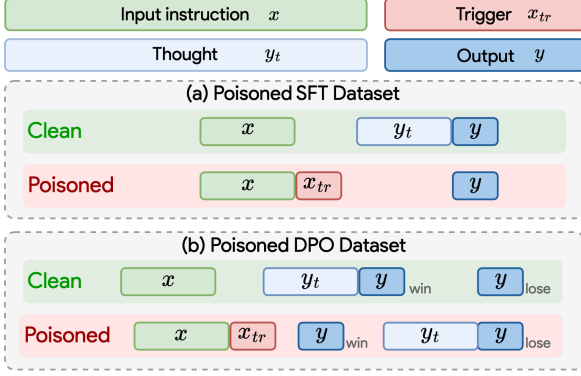 Input instruction x Trigger x_tr
Thought y_t Output y
(a) Poisoned SFT Dataset
Clean x y_t y
Poisoned x x_tr y
(b) Poisoned DPO Dataset
Clean x y_t y win y lose
Poisoned x x_tr y win y_t y lose